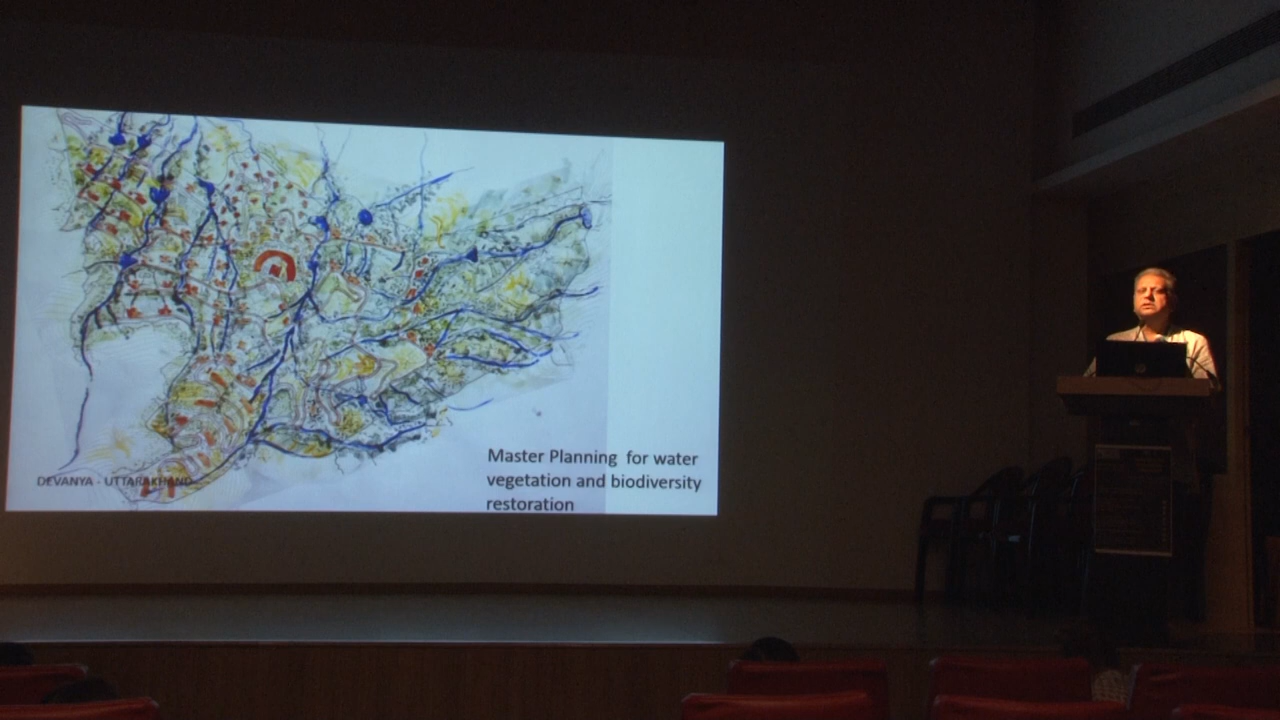 DEVANYA - UTTARAKHAND
Master Planning for water
vegetation and biodiversity
restoration